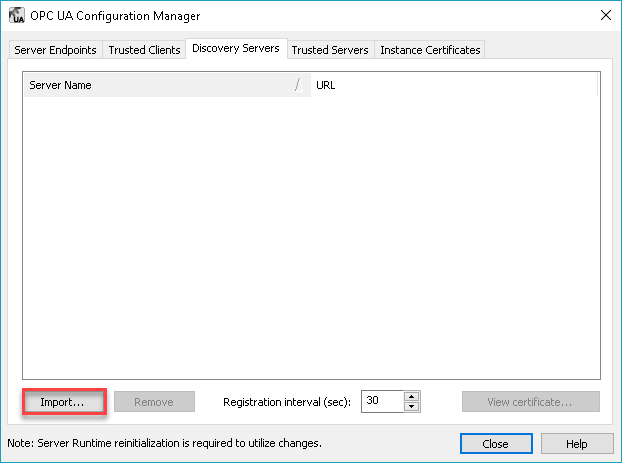 UA OPC UA Configuration Manager
Server Endpoints Trusted Clients Discovery Servers Trusted Servers Instance Certificates
Server Name / URL
Import... Remove Registration interval (sec): 30 View certificate...
Note: Server Runtime reinitialization is required to utilize changes. Close Help